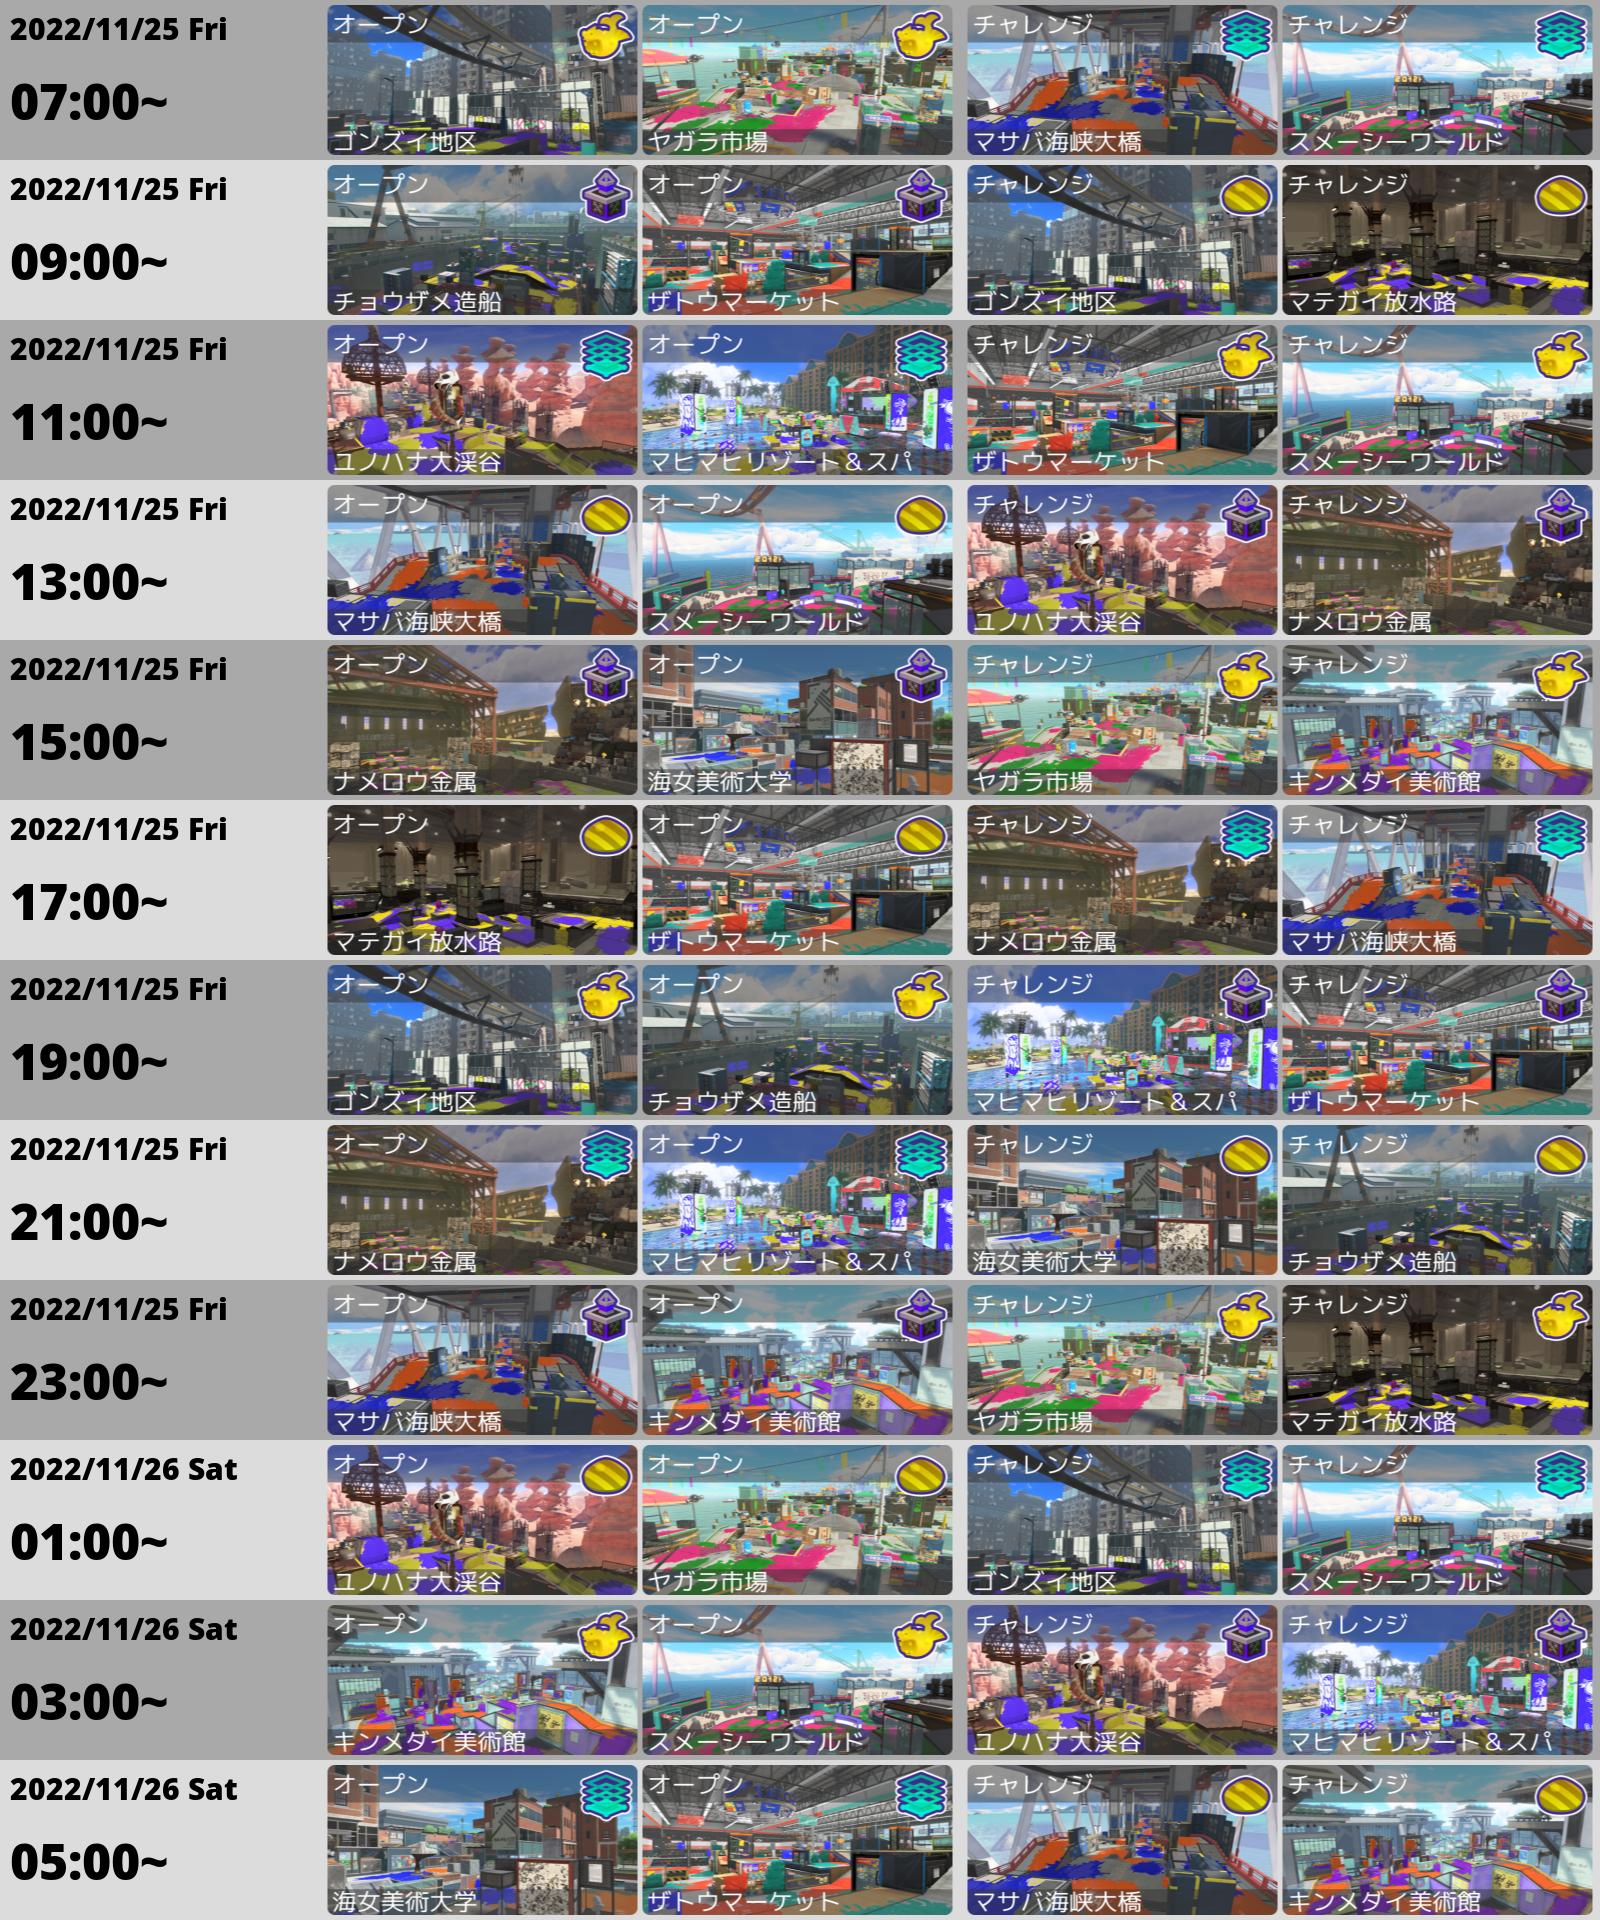 2022/11/25 Fri
07:00~
オープン
ゴンズイ地区
オープン
ヤガラ市場
チャレンジ
マサバ海峡大橋
チャレンジ
スメーシーワールド
2022/11/25 Fri
09:00~
オープン
チョウザメ造船
オープン
ザトウマーケット
チャレンジ
ゴンズイ地区
チャレンジ
マテガイ放水路
2022/11/25 Fri
11:00~
オープン
ユノハナ大渓谷
オープン
マヒマヒリゾート＆スパ
チャレンジ
ザトウマーケット
チャレンジ
スメーシーワールド
2022/11/25 Fri
13:00~
オープン
マサバ海峡大橋
オープン
スメーシーワールド
チャレンジ
ユノハナ大渓谷
チャレンジ
ナメロウ金属
2022/11/25 Fri
15:00~
オープン
ナメロウ金属
オープン
海女美術大学
チャレンジ
ヤガラ市場
チャレンジ
キンメダイ美術館
2022/11/25 Fri
17:00~
オープン
マテガイ放水路
オープン
ザトウマーケット
チャレンジ
ナメロウ金属
チャレンジ
マサバ海峡大橋
2022/11/25 Fri
19:00~
オープン
ゴンズイ地区
オープン
チョウザメ造船
チャレンジ
マヒマヒリゾート＆スパ
チャレンジ
ザトウマーケット
2022/11/25 Fri
21:00~
オープン
ナメロウ金属
オープン
マヒマヒリゾート＆スパ
チャレンジ
海女美術大学
チャレンジ
チョウザメ造船
2022/11/25 Fri
23:00~
オープン
マサバ海峡大橋
オープン
キンメダイ美術館
チャレンジ
ヤガラ市場
チャレンジ
マテガイ放水路
2022/11/26 Sat
01:00~
オープン
ユノハナ大渓谷
オープン
ヤガラ市場
チャレンジ
ゴンズイ地区
チャレンジ
スメーシーワールド
2022/11/26 Sat
03:00~
オープン
キンメダイ美術館
オープン
スメーシーワールド
チャレンジ
ユノハナ大渓谷
チャレンジ
マヒマヒリゾート＆スパ
2022/11/26 Sat
05:00~
オープン
海女美術大学
オープン
ザトウマーケット
チャレンジ
マサバ海峡大橋
チャレンジ
キンメダイ美術館